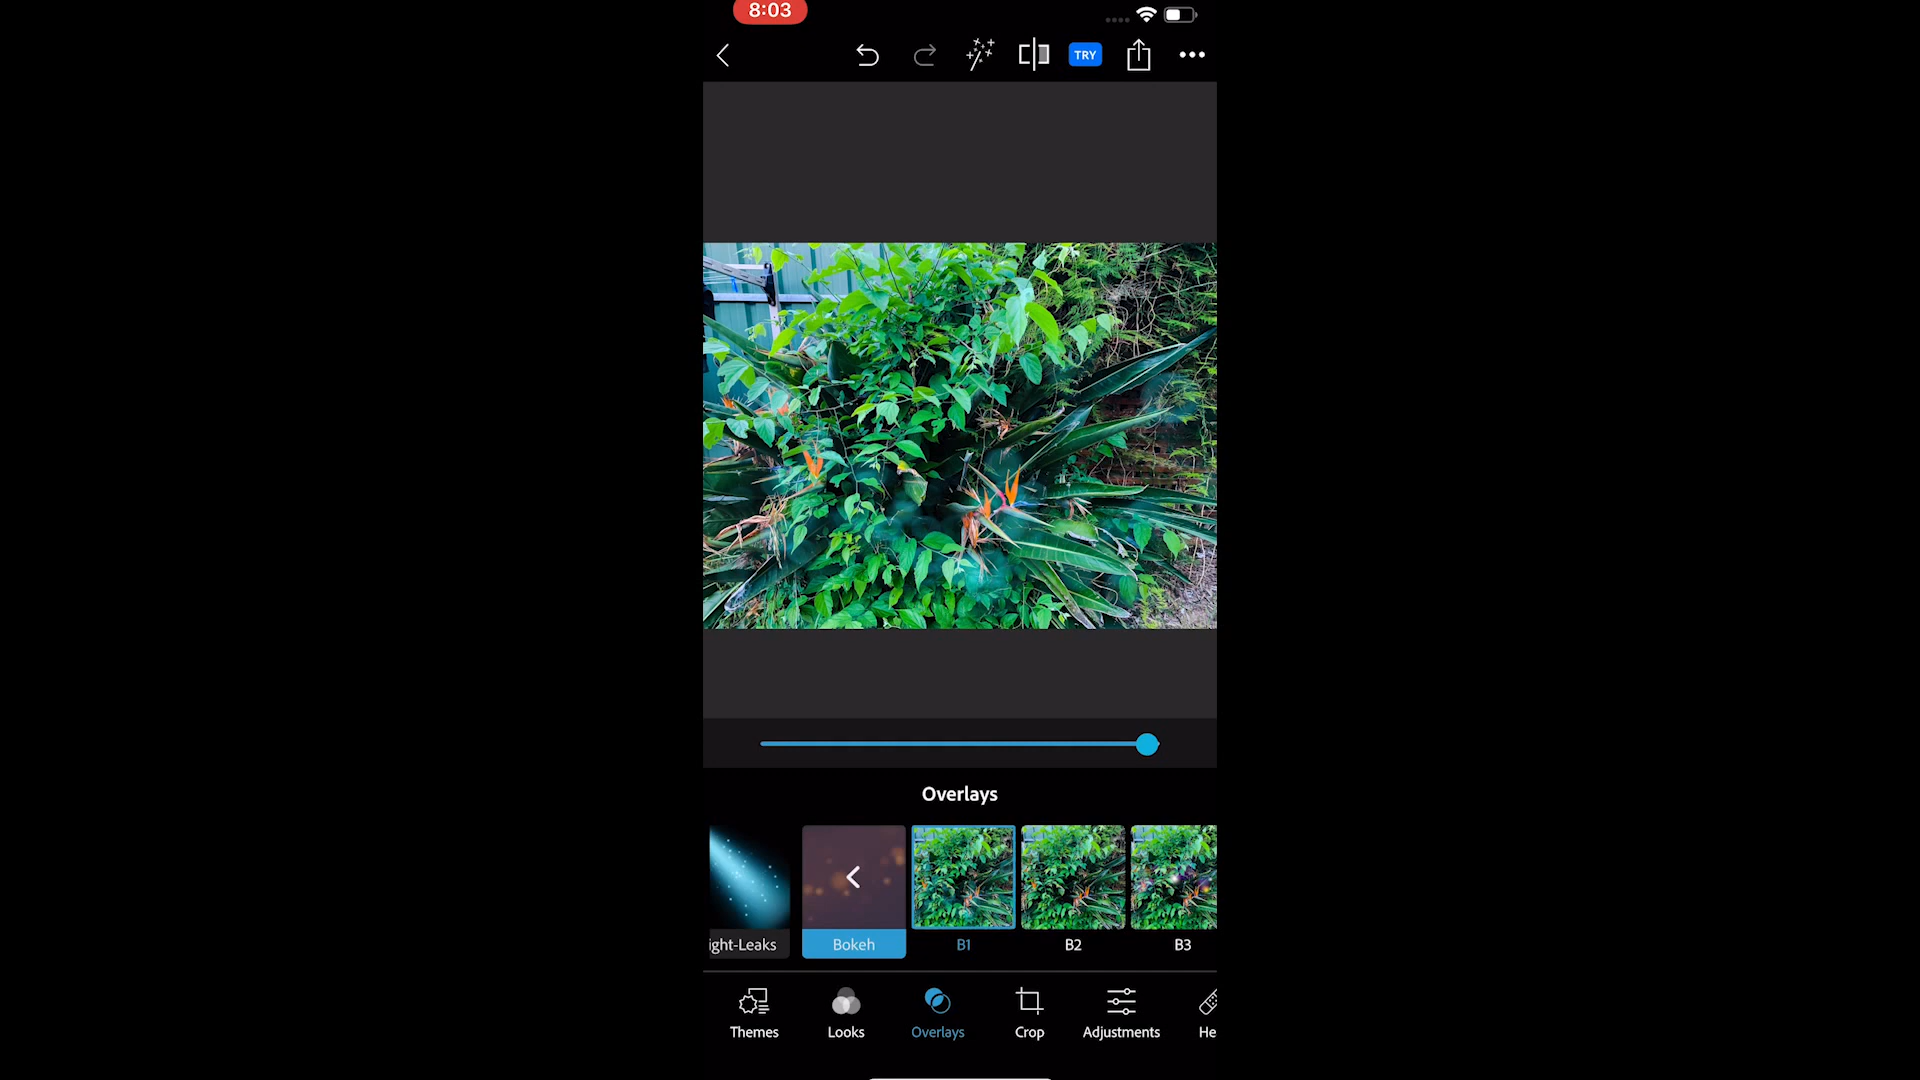 8:03
TRY
Overlays
ight-Leaks
Bokeh
B1
B2
B3
Themes
Looks
Overlays
Crop
Adjustments
He